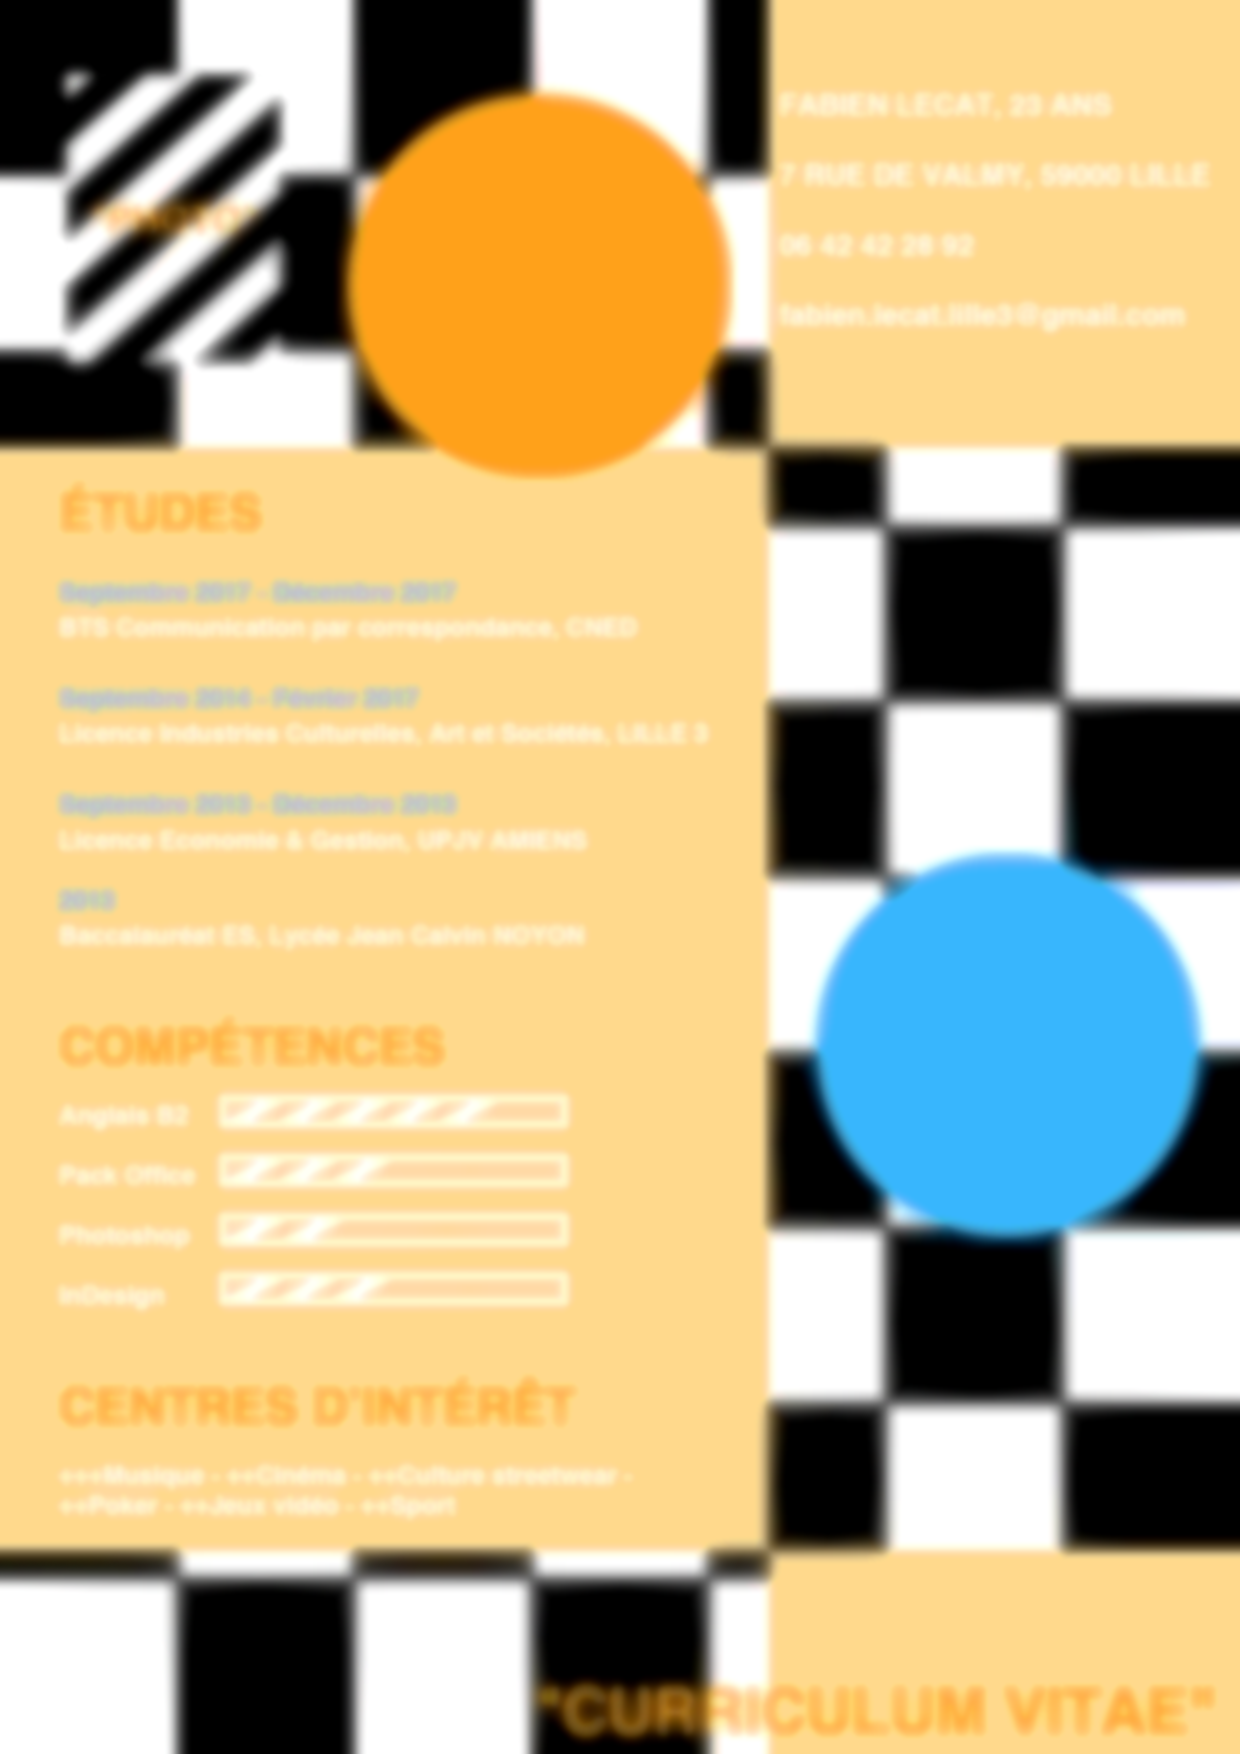 "PHOTO"
FABIEN LECAT, 23 ANS
7 RUE DE VALMY, 59000 LILLE
06 42 42 28 92
fabien.lecat.lille3@gmail.com
ÉTUDES
Septembre 2017 - Décembre 2017
BTS Communication par correspondance, CNED
Septembre 2014 - Février 2017
Licence Industries Culturelles, Art et Sociétés, LILLE 3
Septembre 2013 - Décembre 2013
Licence Economie & Gestion, UPJV AMIENS
2013
Baccalauréat ES, Lycée Jean Calvin NOYON
COMPÉTENCES
Anglais B2
Pack Office
Photoshop
InDesign
CENTRES D'INTÉRÊT
+++Musique - ++Cinéma - ++Culture streetwear -
++Poker - ++Jeux vidéo - ++Sport
"CURRICULUM VITAE"